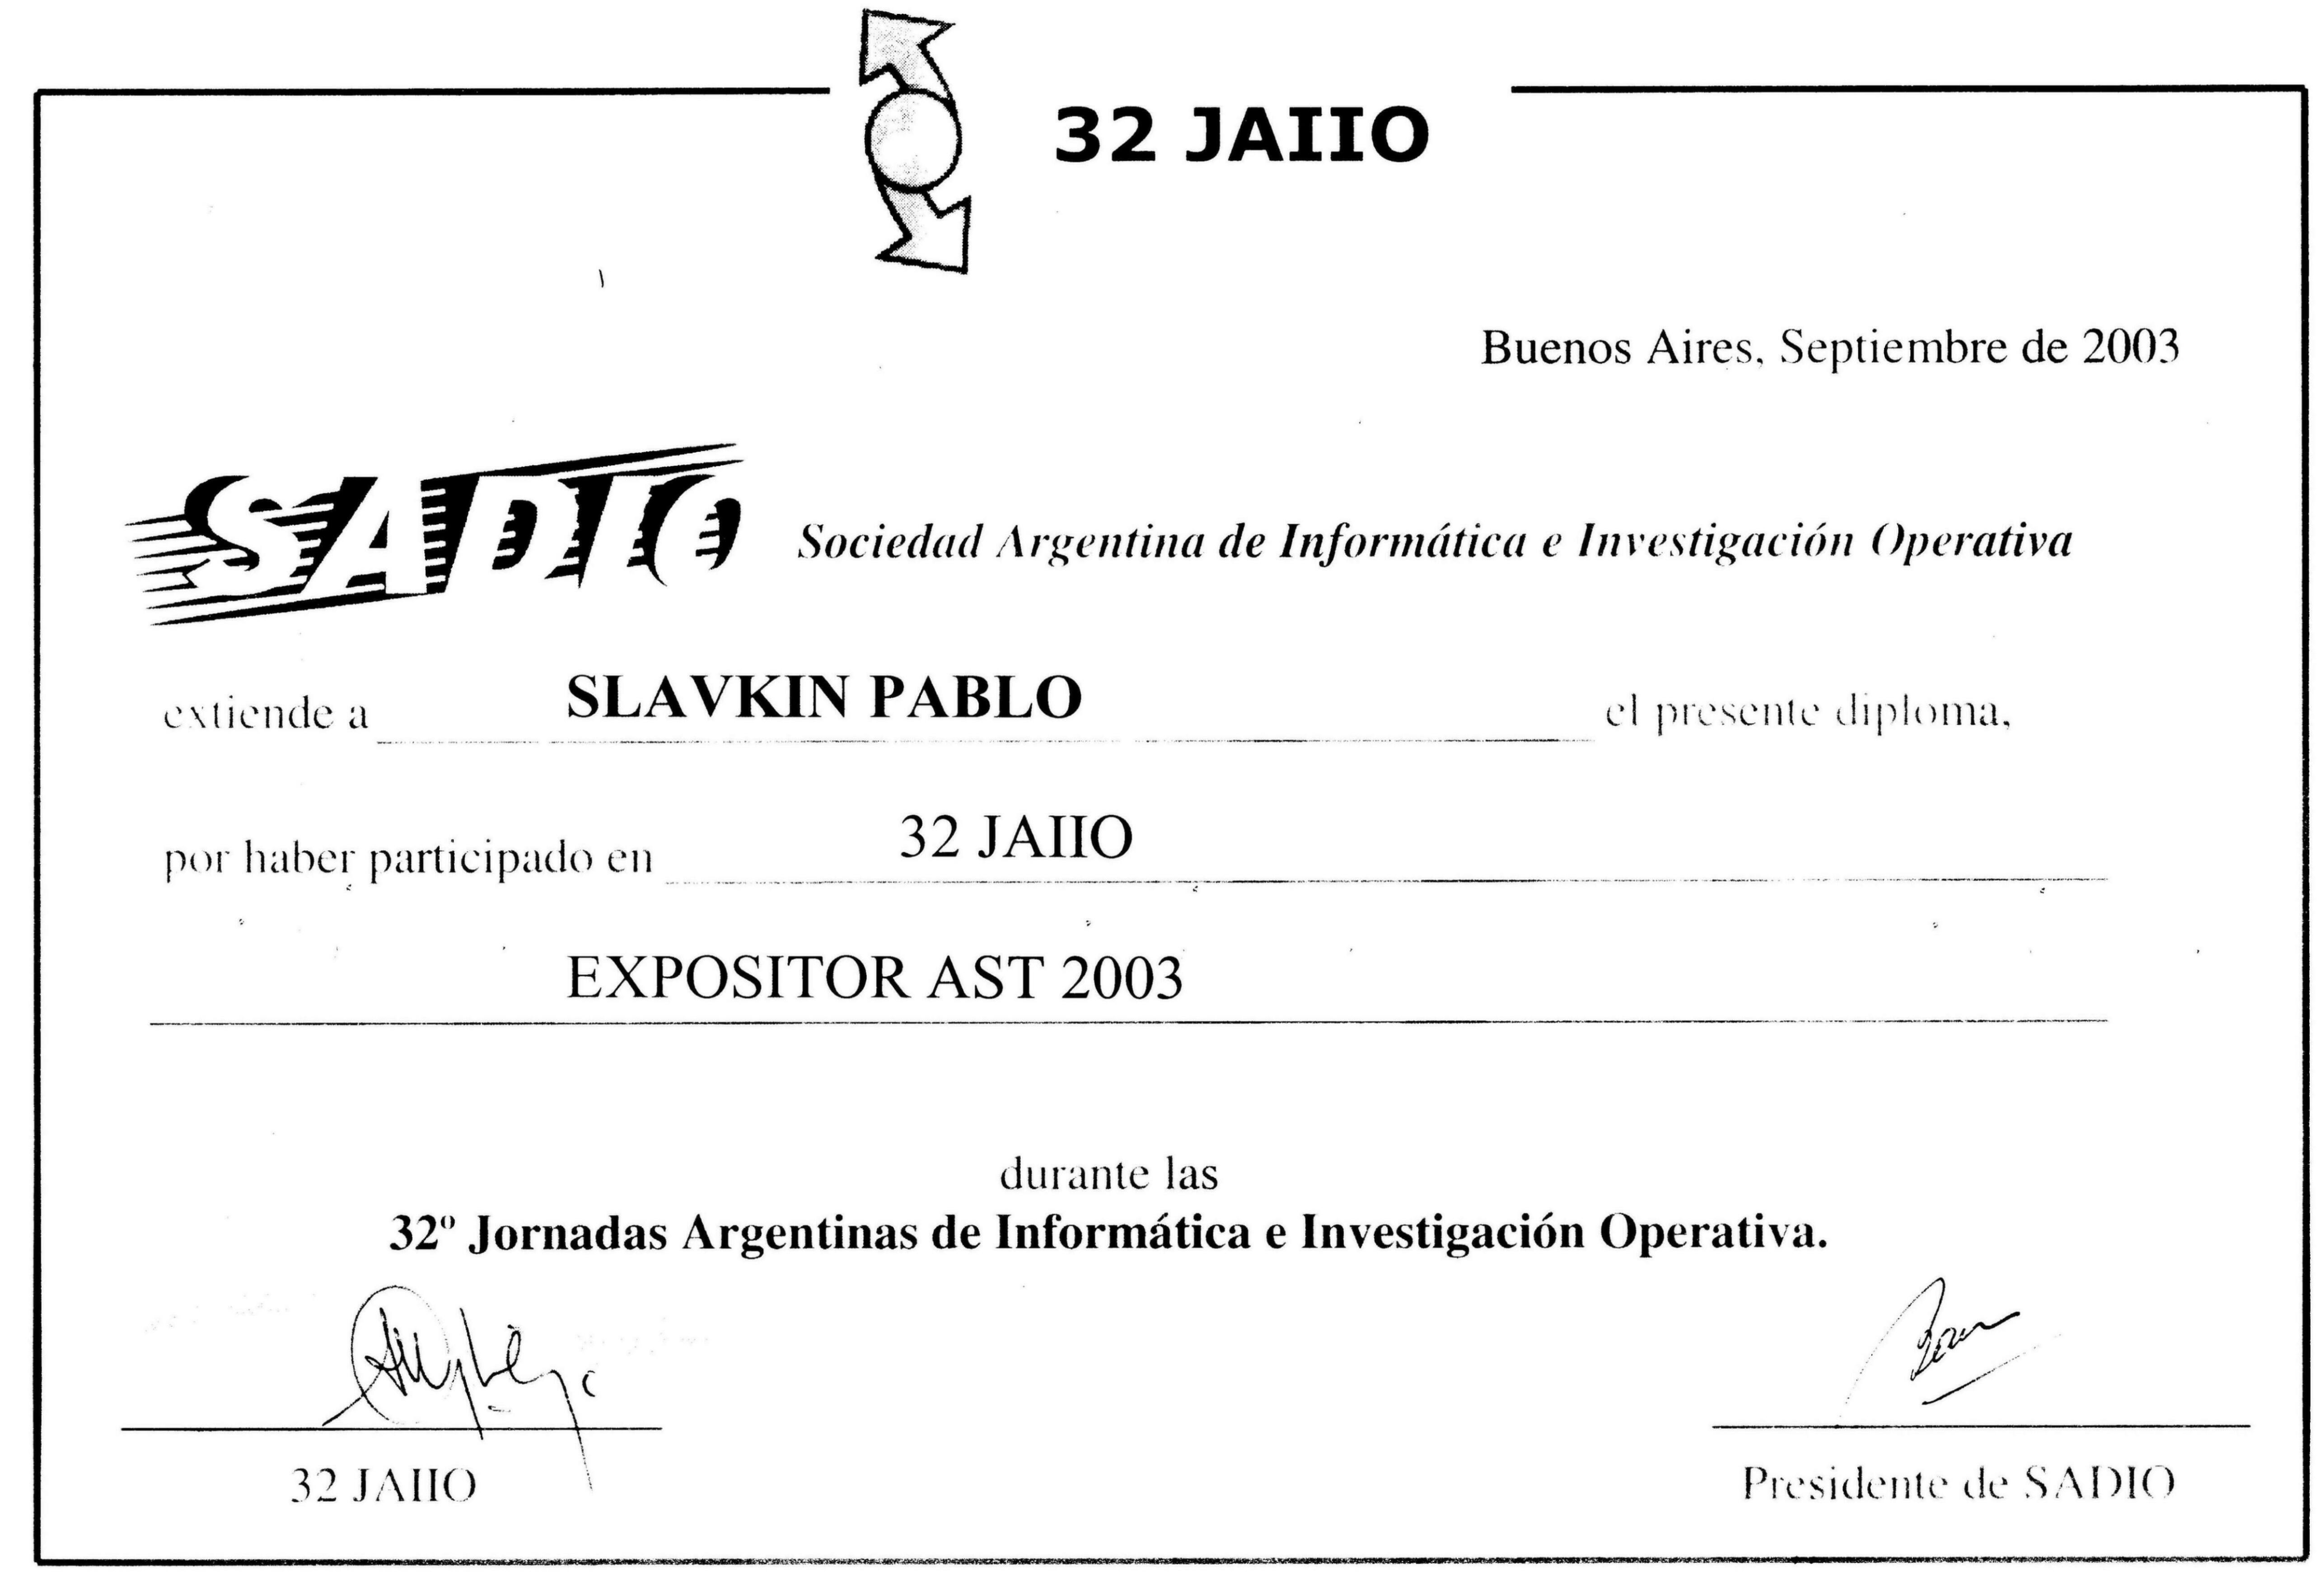 32 JAIIO
Buenos Aires, Septiembre de 2003
SADIO Sociedad Argentina de Informática e Investigación Operativa
extiende a SLAVKIN PABLO el presente diploma,
por haber participado en 32 JAIIO
EXPOSITOR AST 2003
durante las
32º Jornadas Argentinas de Informática e Investigación Operativa.
32 JAIIO Presidente de SADIO